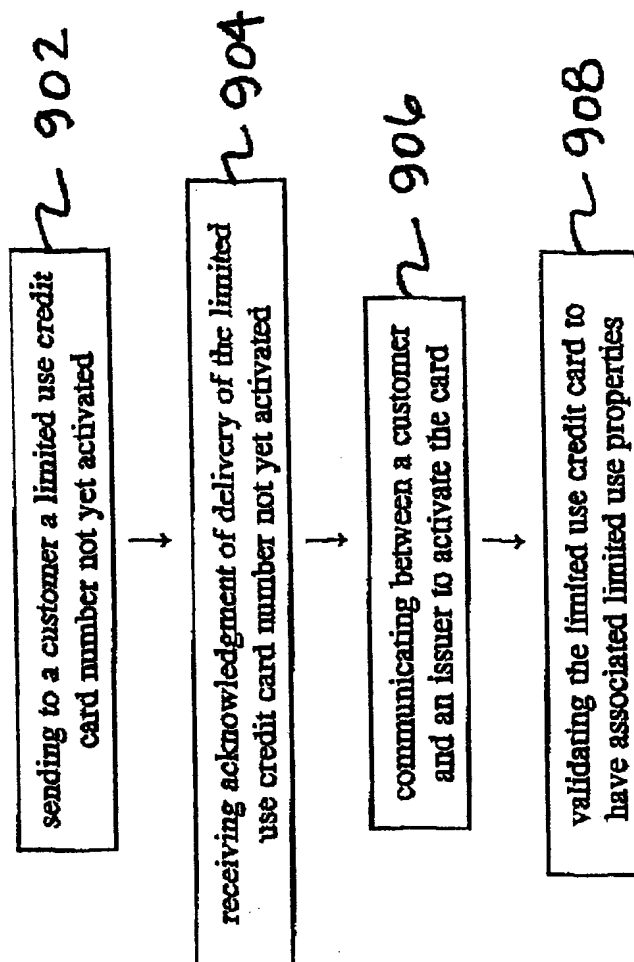 sending to a customer a limited use credit
card number not yet activated
902
↓
receiving acknowledgment of delivery of the limited
use credit card number not yet activated
904
↓
communicating between a customer
and an issuer to activate the card
906
↓
validating the limited use credit card to
have associated limited use properties
908